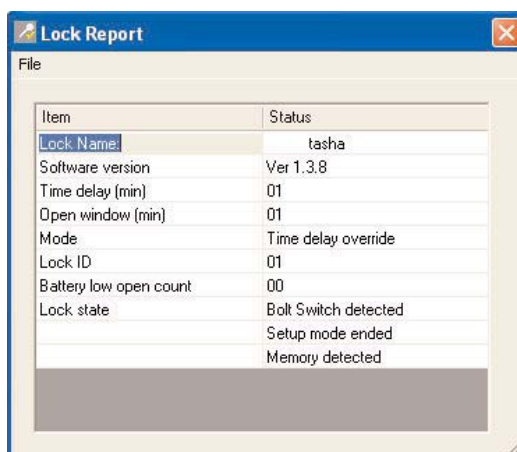 Lock Report
File
Item Status
Lock Name: tasha
Software version Ver 1.3.8
Time delay (min) 01
Open window (min) 01
Mode Time delay override
Lock ID 01
Battery low open count 00
Lock state Bolt Switch detected
Setup mode ended
Memory detected